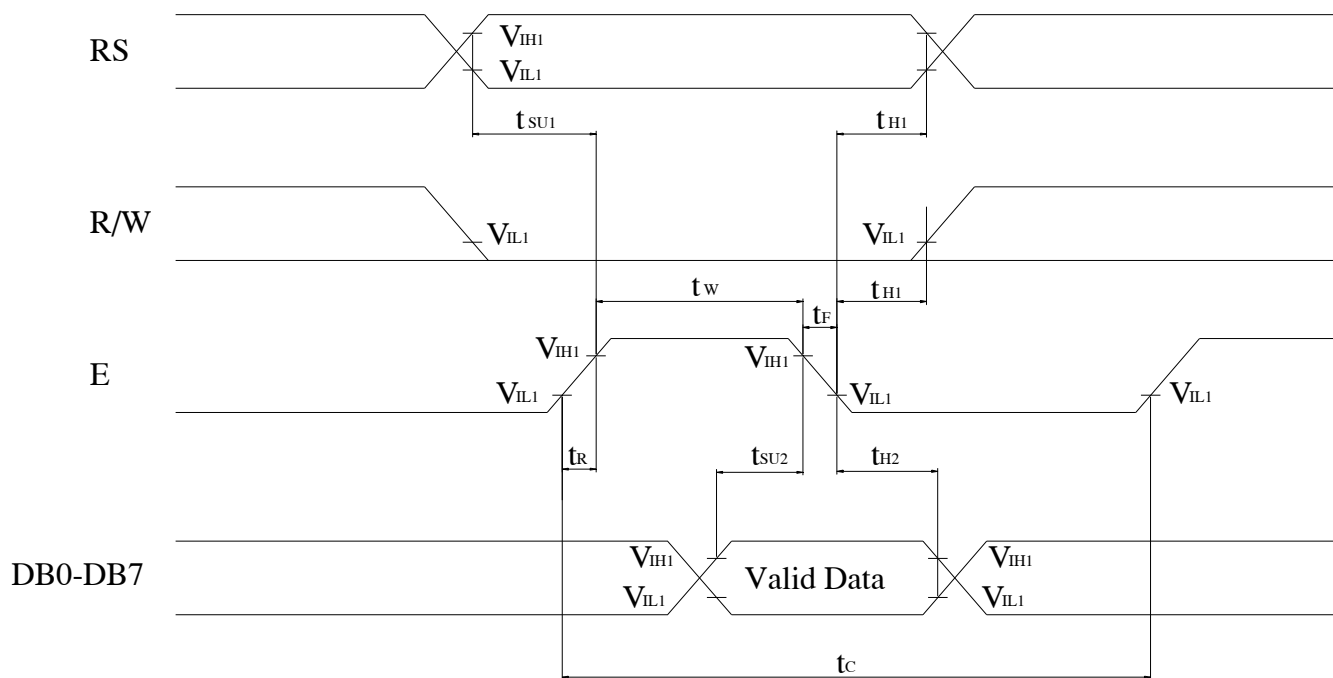 RS
VIH1
VIL1
tSU1
tH1
R/W
VIL1
VIL1
tW
tH1
tF
E
VIH1
VIH1
VIL1
VIL1
VIL1
tR
tSU2
tH2
DB0-DB7
VIH1
Valid Data
VIH1
VIL1
VIL1
tC